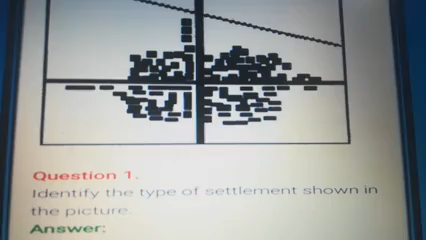 Question 1.
Identify the type of settlement shown in
the picture.
Answer: